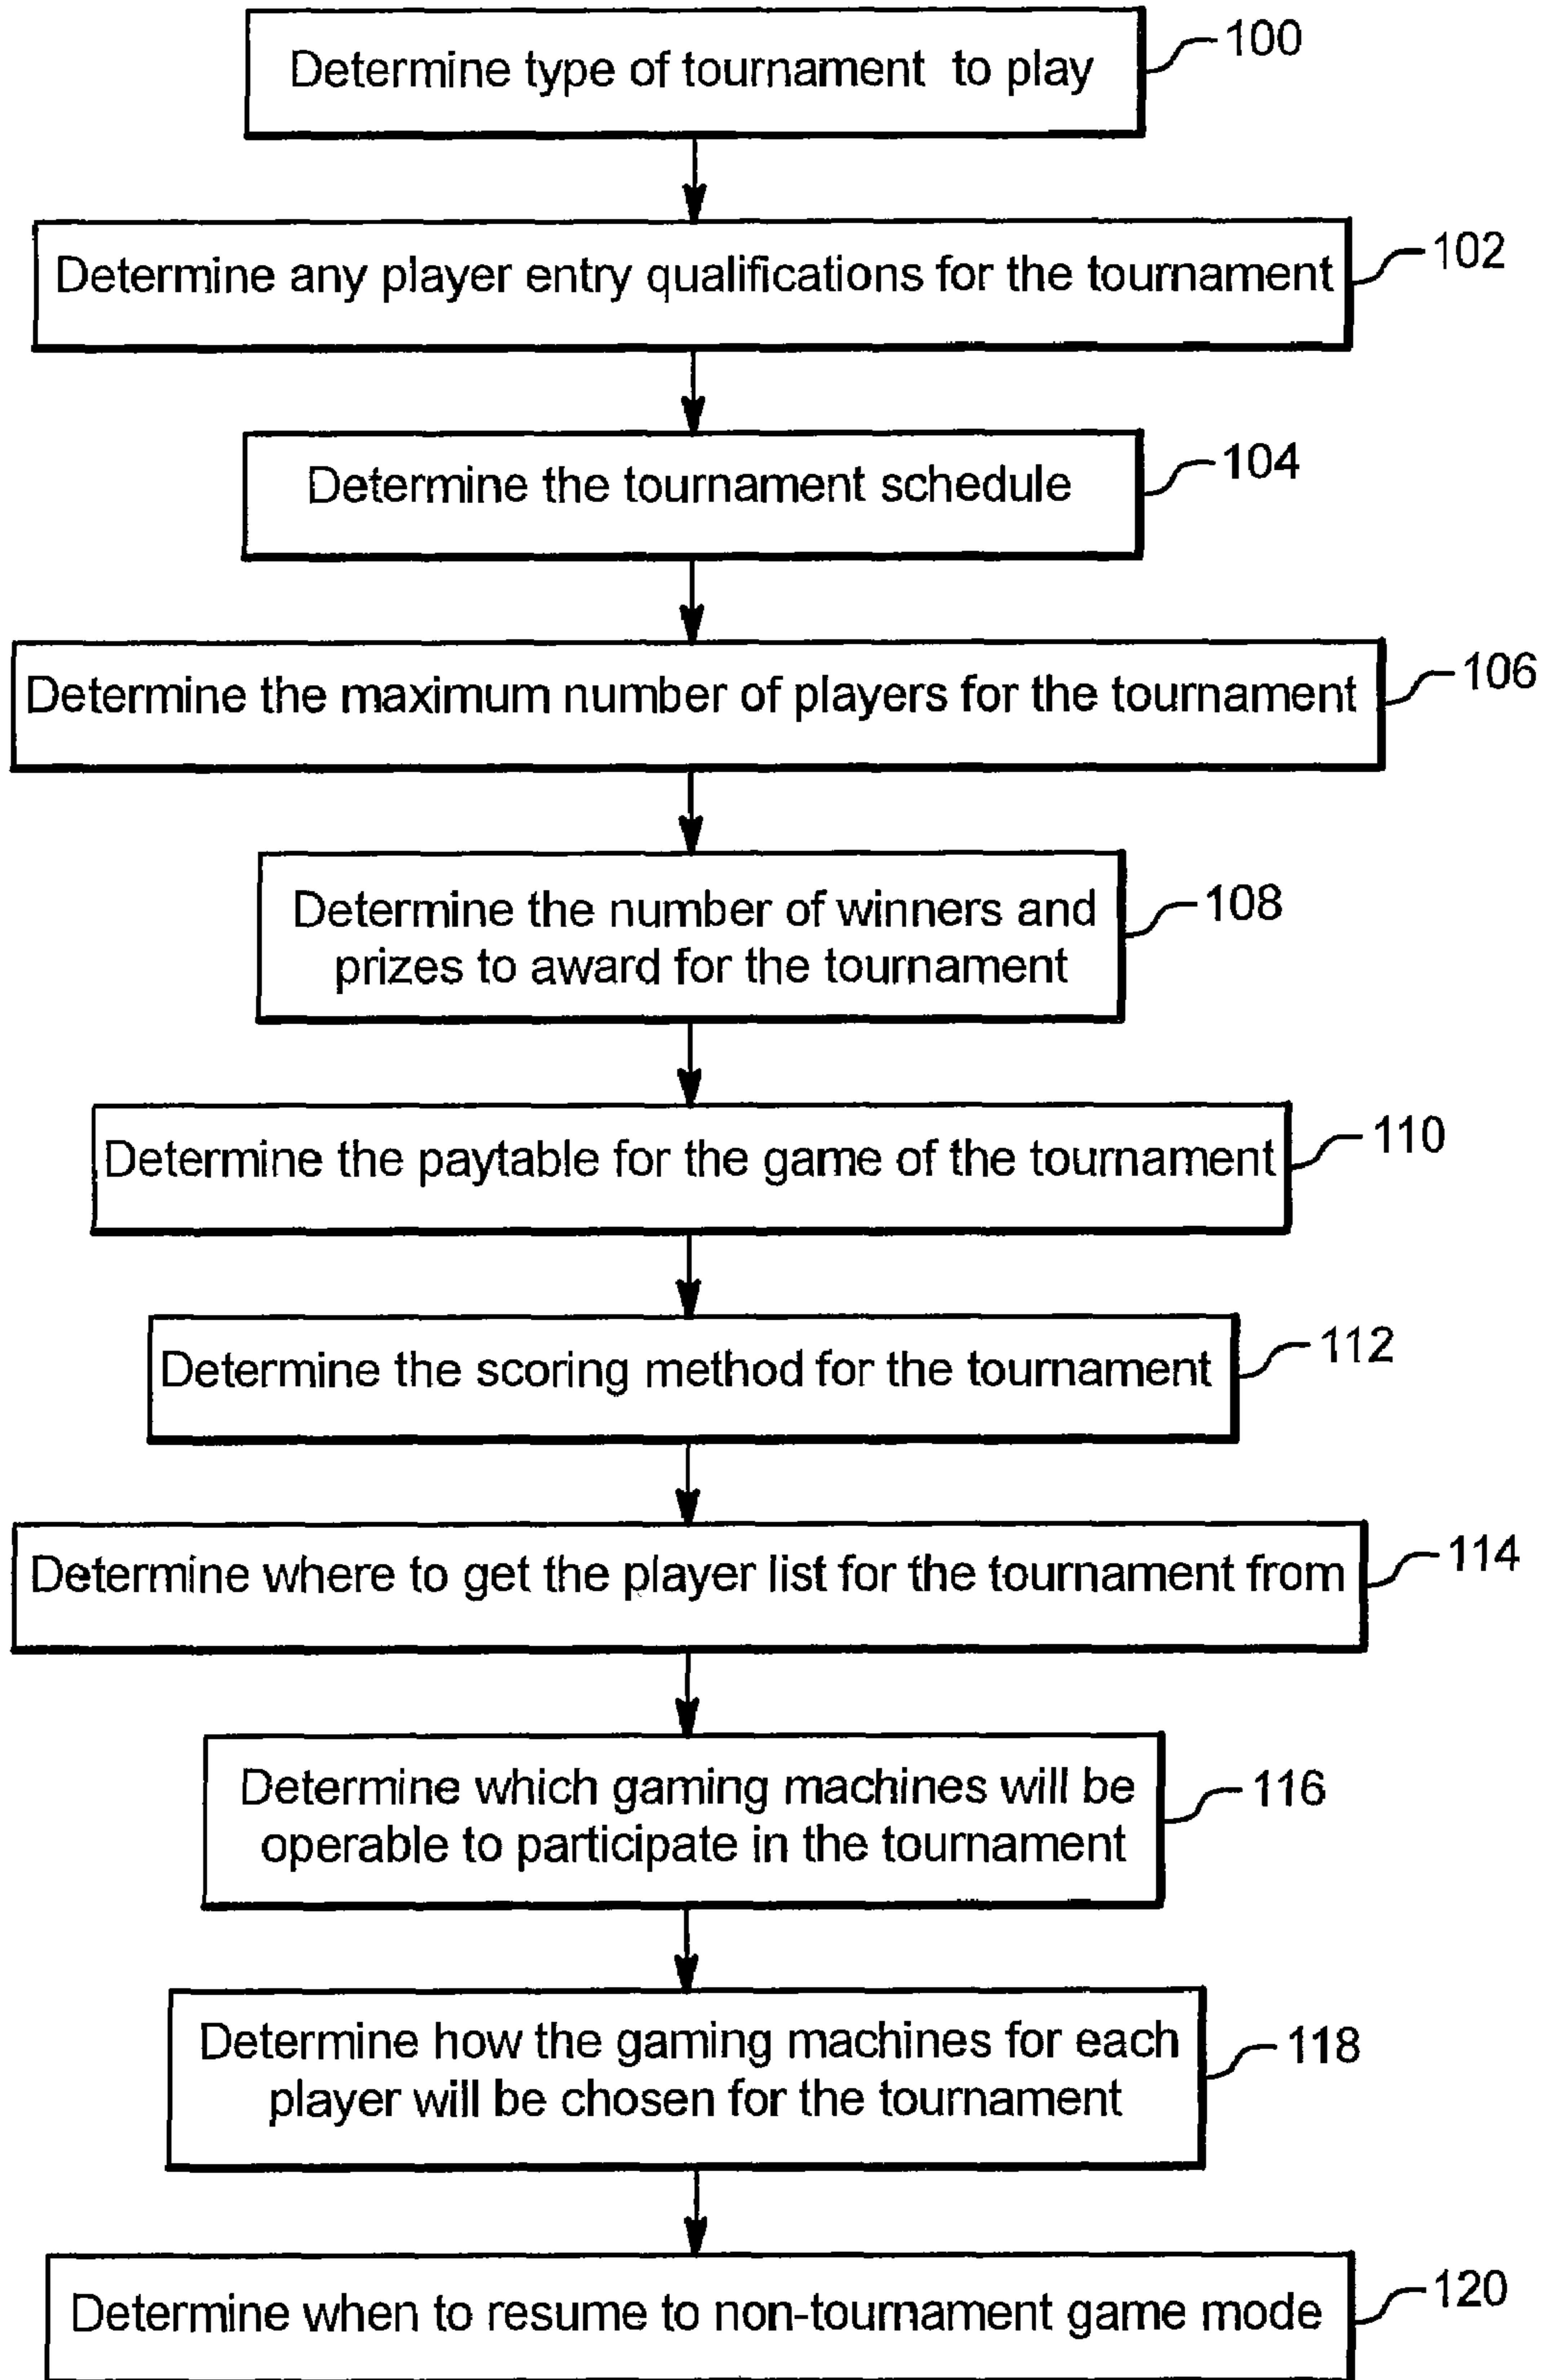 Determine type of tournament to play
100
Determine any player entry qualifications for the tournament
102
Determine the tournament schedule
104
Determine the maximum number of players for the tournament
106
Determine the number of winners and
prizes to award for the tournament
108
Determine the paytable for the game of the tournament
110
Determine the scoring method for the tournament
112
Determine where to get the player list for the tournament from
114
Determine which gaming machines will be
operable to participate in the tournament
116
Determine how the gaming machines for each
player will be chosen for the tournament
118
Determine when to resume to non-tournament game mode
120